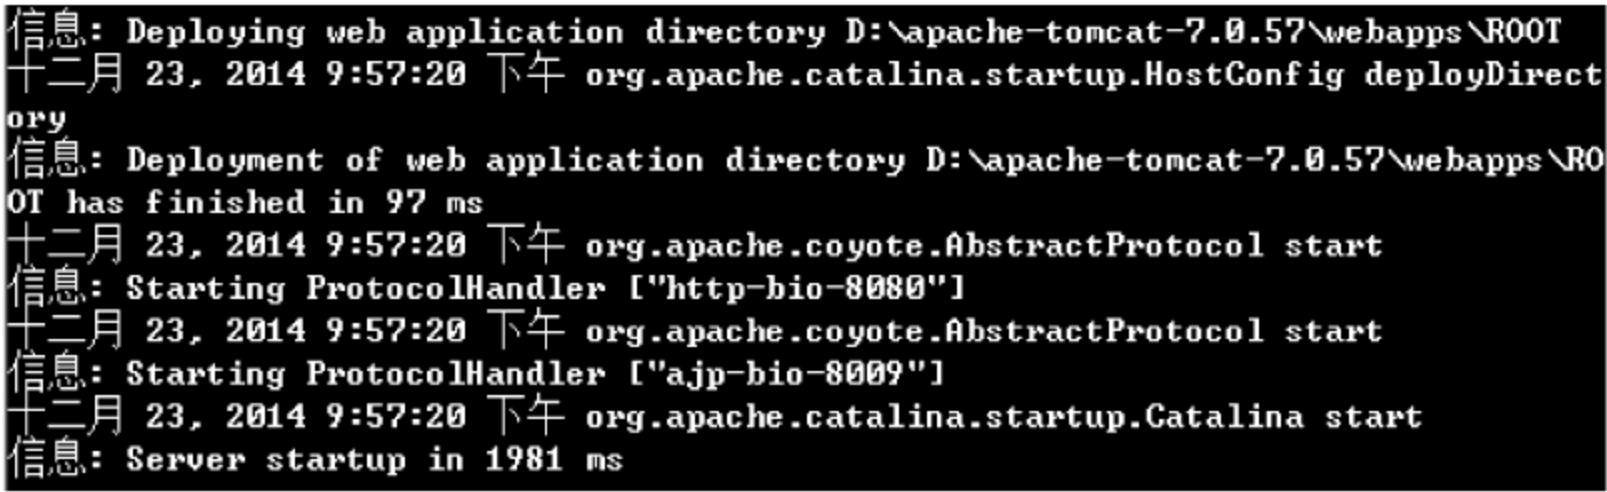 信息: Deploying web application directory D:\apache-tomcat-7.0.57\webapps\ROOT
十二月 23, 2014 9:57:20 下午 org.apache.catalina.startup.HostConfig deployDirect
ory
信息: Deployment of web application directory D:\apache-tomcat-7.0.57\webapps\RO
OT has finished in 97 ms
十二月 23, 2014 9:57:20 下午 org.apache.coyote.AbstractProtocol start
信息: Starting ProtocolHandler ["http-bio-8080"]
十二月 23, 2014 9:57:20 下午 org.apache.coyote.AbstractProtocol start
信息: Starting ProtocolHandler ["ajp-bio-8009"]
十二月 23, 2014 9:57:20 下午 org.apache.catalina.startup.Catalina start
信息: Server startup in 1981 ms